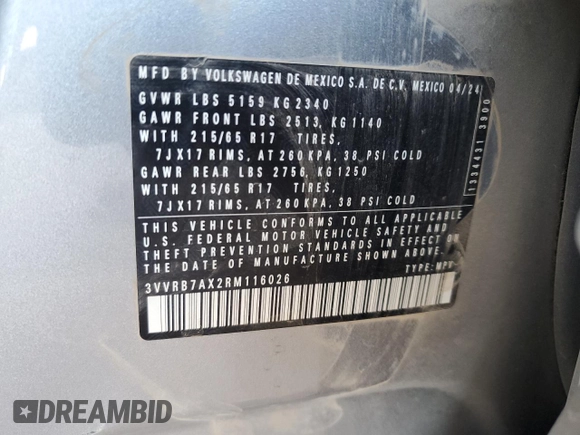 MFD BY VOLKSWAGEN DE MEXICO S.A. DE C.V. MEXICO 04/24
GVWR LBS 5159 KG 2340
GAWR FRONT LBS 2513, KG 1140
WITH 215/65 R17 TIRES,
7JX17 RIMS, AT 260 KPA, 38 PSI COLD
GAWR REAR LBS 2756, KG 1250
WITH 215/65 R17 TIRES,
7JX17 RIMS, AT 260 KPA, 38 PSI COLD
THIS VEHICLE CONFORMS TO ALL APPLICABLE
U.S. FEDERAL MOTOR VEHICLE SAFETY AND
THEFT PREVENTION STANDARDS IN EFFECT ON
THE DATE OF MANUFACTURE SHOWN ABOVE.
3VVRB7AX2RM116026 TYPE: MPV
1334431 3900
DREAMBID